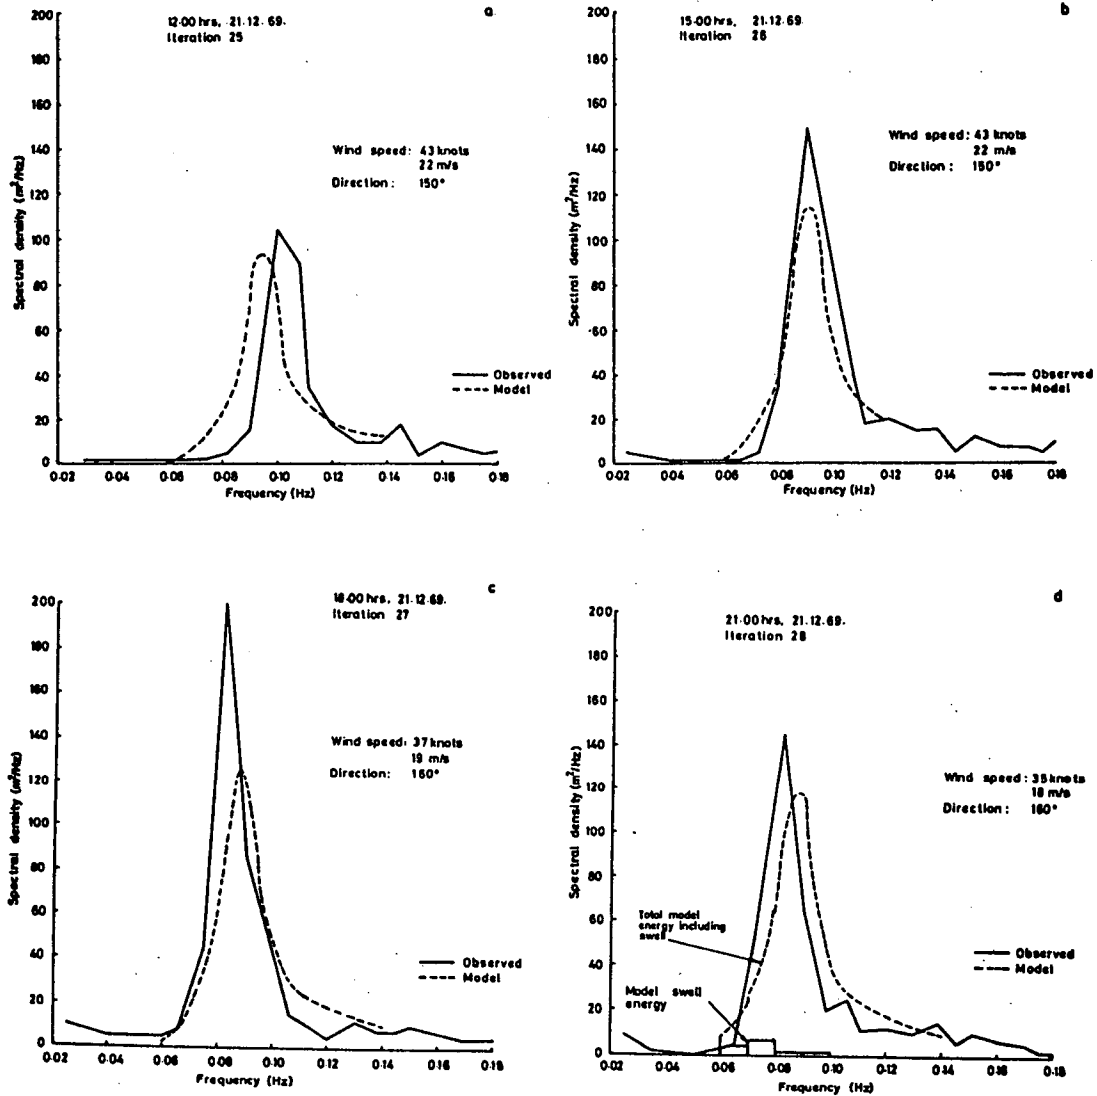 a
12·00 hrs, 21·12·69.
Iteration 25
Wind speed: 43 knots
22 m/s
Direction: 150°
Observed
Model
Spectral density (m²/Hz)
200
180
160
140
120
100
80
60
40
20
0
0·02 0·04 0·06 0·08 0·10 0·12 0·14 0·16 0·18
Frequency (Hz)
b
15·00 hrs, 21·12·69
Iteration 26
Wind speed: 43 knots
22 m/s
Direction: 150°
Observed
Model
Spectral density (m²/Hz)
200
180
160
140
120
100
80
60
40
20
0
0·02 0·04 0·06 0·08 0·10 0·12 0·14 0·16 0·18
Frequency (Hz)
c
18·00 hrs, 21·12·69.
Iteration 27
Wind speed: 37 knots
19 m/s
Direction: 160°
Observed
Model
Spectral density (m²/Hz)
200
180
160
140
120
100
80
60
40
20
0
0·02 0·04 0·06 0·08 0·10 0·12 0·14 0·16 0·18
Frequency (Hz)
d
21·00 hrs, 21·12·69.
Iteration 28
Wind speed: 35 knots
18 m/s
Direction: 160°
Total model
energy including
swell
Model swell
energy
Observed
Model
Spectral density (m²/Hz)
200
180
160
140
120
100
80
60
40
20
0
0·02 0·04 0·06 0·08 0·10 0·12 0·14 0·16 0·18
Frequency (Hz)